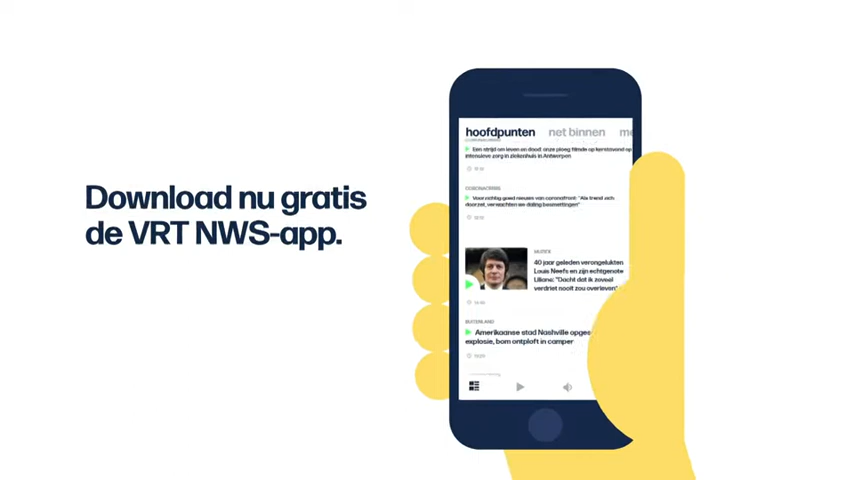 Download nu gratis
de VRT NWS-app.
hoofdpunten net binnen me
Een strijd om leven en dood: onze ploeg filmde op kerstavond op
intensieve zorg in ziekenhuis in Antwerpen
CORONACRISIS
Voorzichtig goed nieuws van coronafront: "Als trend zich
doorzet, verwachten we daling besmettingen"
MUZIEK
40 jaar geleden verongelukten
Louis Neefs en zijn echtgenote
Liliane: "Dacht dat ik zoveel
verdriet nooit zou overleven"
BUITENLAND
Amerikaanse stad Nashville opges
explosie, bom ontploft in camper